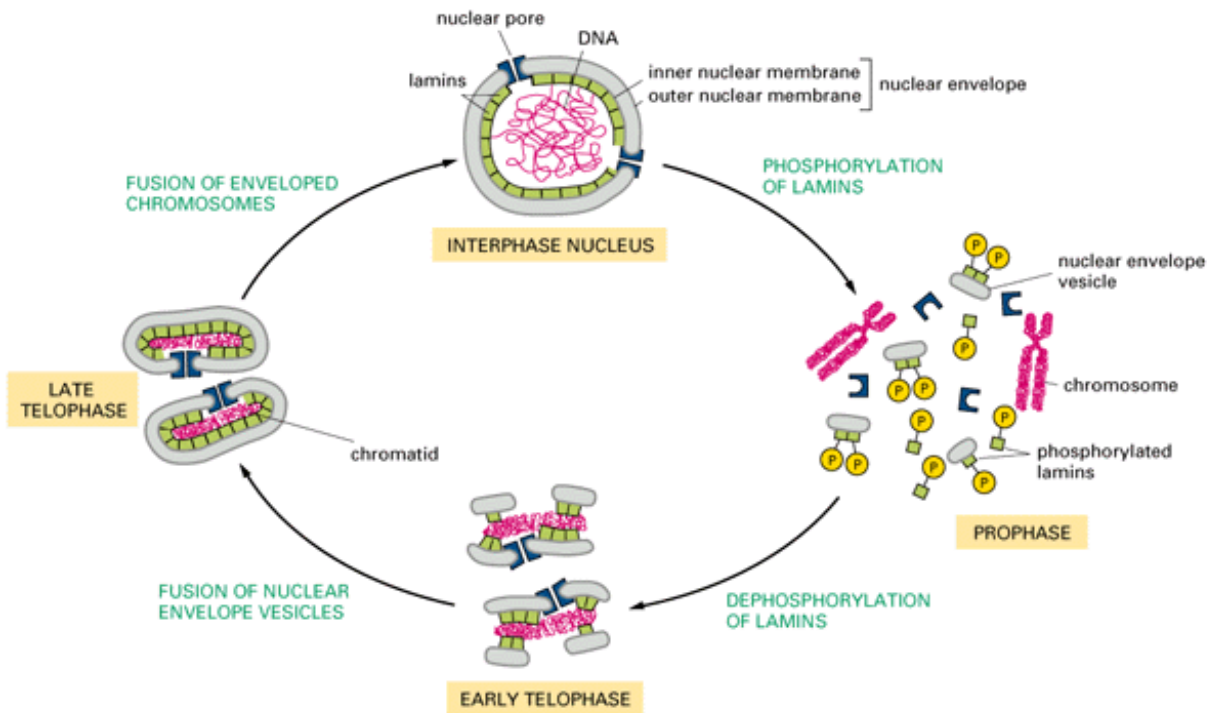 nuclear pore
DNA
lamins
inner nuclear membrane
outer nuclear membrane
nuclear envelope
FUSION OF ENVELOPED
CHROMOSOMES
PHOSPHORYLATION
OF LAMINS
INTERPHASE NUCLEUS
P
P
nuclear envelope
vesicle
P
chromosome
P
P
P
P
P
P
P
P
phosphorylated
lamins
PROPHASE
LATE
TELOPHASE
chromatid
FUSION OF NUCLEAR
ENVELOPE VESICLES
DEPHOSPHORYLATION
OF LAMINS
EARLY TELOPHASE